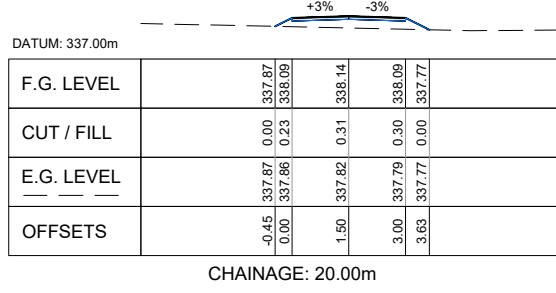 +3% -3%
DATUM: 337.00m
F.G. LEVEL 337.87 338.09 338.14 338.09 337.77
CUT / FILL 0.00 0.23 0.31 0.30 0.00
E.G. LEVEL 337.87 337.86 337.82 337.79 337.77
OFFSETS -0.45 0.00 1.50 3.00 3.63
CHAINAGE: 20.00m